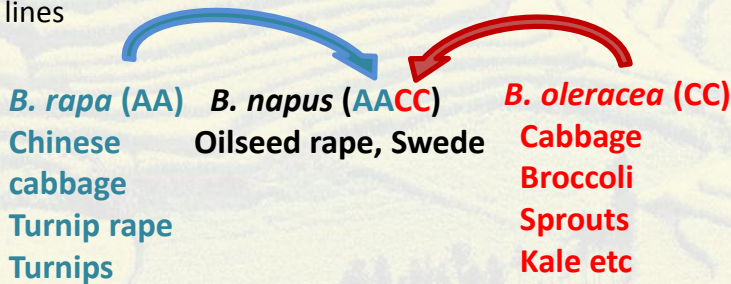 lines
B. rapa (AA)
Chinese
cabbage
Turnip rape
Turnips
B. napus (AACC)
Oilseed rape, Swede
B. oleracea (CC)
Cabbage
Broccoli
Sprouts
Kale etc